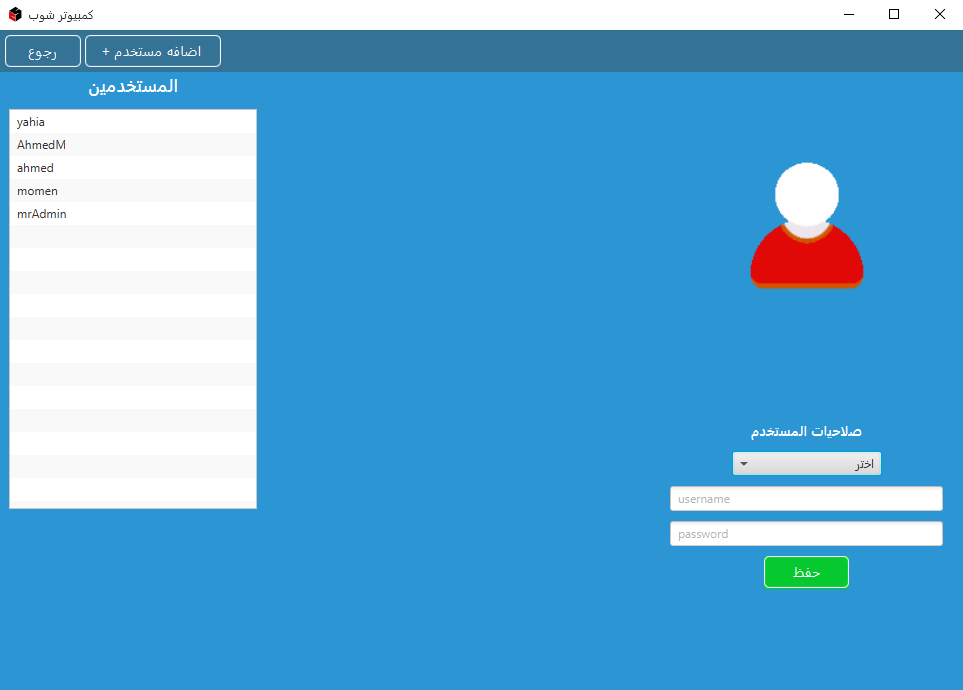 كمبيوتر شوب
رجوع
اضافه مستخدم +
المستخدمين
yahia
AhmedM
ahmed
momen
mrAdmin
صلاحيات المستخدم
اختر
username
password
حفظ